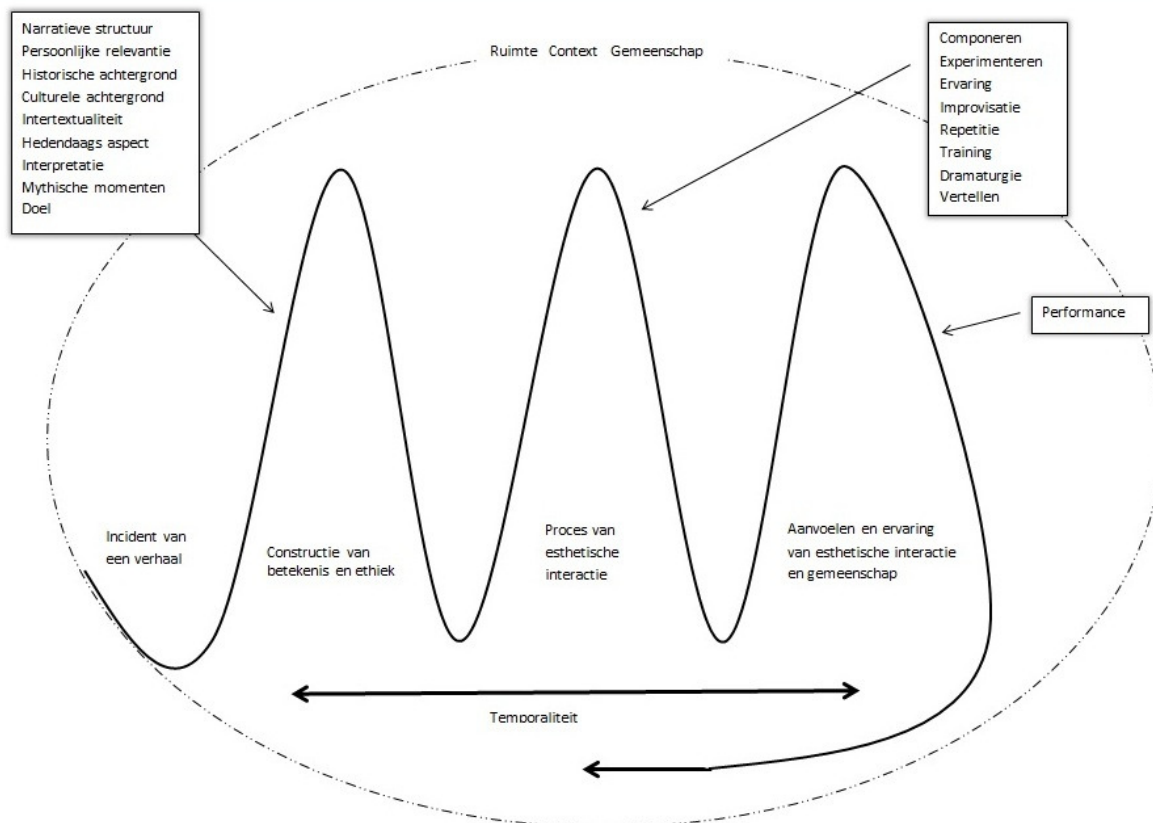 Narratieve structuur
Persoonlijke relevantie
Historische achtergrond
Culturele achtergrond
Intertextualiteit
Hedendaags aspect
Interpretatie
Mythische momenten
Doel
Ruimte Context Gemeenschap
Componeren
Experimenteren
Ervaring
Improvisatie
Repetitie
Training
Dramaturgie
Vertellen
Performance
Incident van
een verhaal
Constructie van
betekenis en ethiek
Proces van
esthetische
interactie
Aanvoelen en ervaring
van esthetische interactie
en gemeenschap
Temporaliteit